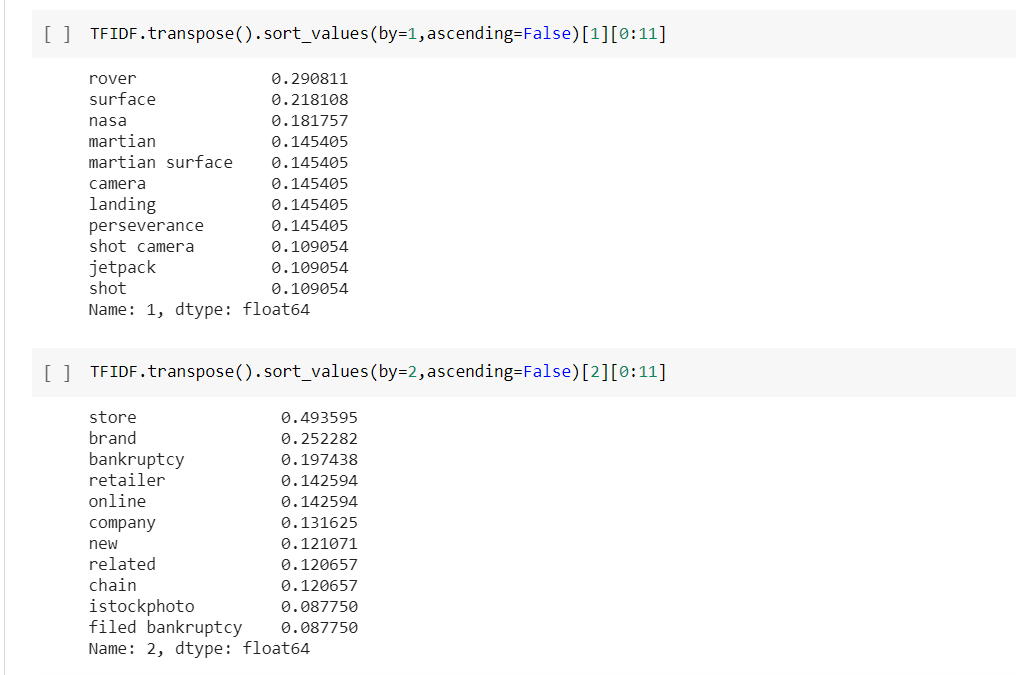 [ ] TFIDF.transpose().sort_values(by=1,ascending=False)[1][0:11]
rover 0.290811
surface 0.218108
nasa 0.181757
martian 0.145405
martian surface 0.145405
camera 0.145405
landing 0.145405
perseverance 0.145405
shot camera 0.109054
jetpack 0.109054
shot 0.109054
Name: 1, dtype: float64
[ ] TFIDF.transpose().sort_values(by=2,ascending=False)[2][0:11]
store 0.493595
brand 0.252282
bankruptcy 0.197438
retailer 0.142594
online 0.142594
company 0.131625
new 0.121071
related 0.120657
chain 0.120657
istockphoto 0.087750
filed bankruptcy 0.087750
Name: 2, dtype: float64